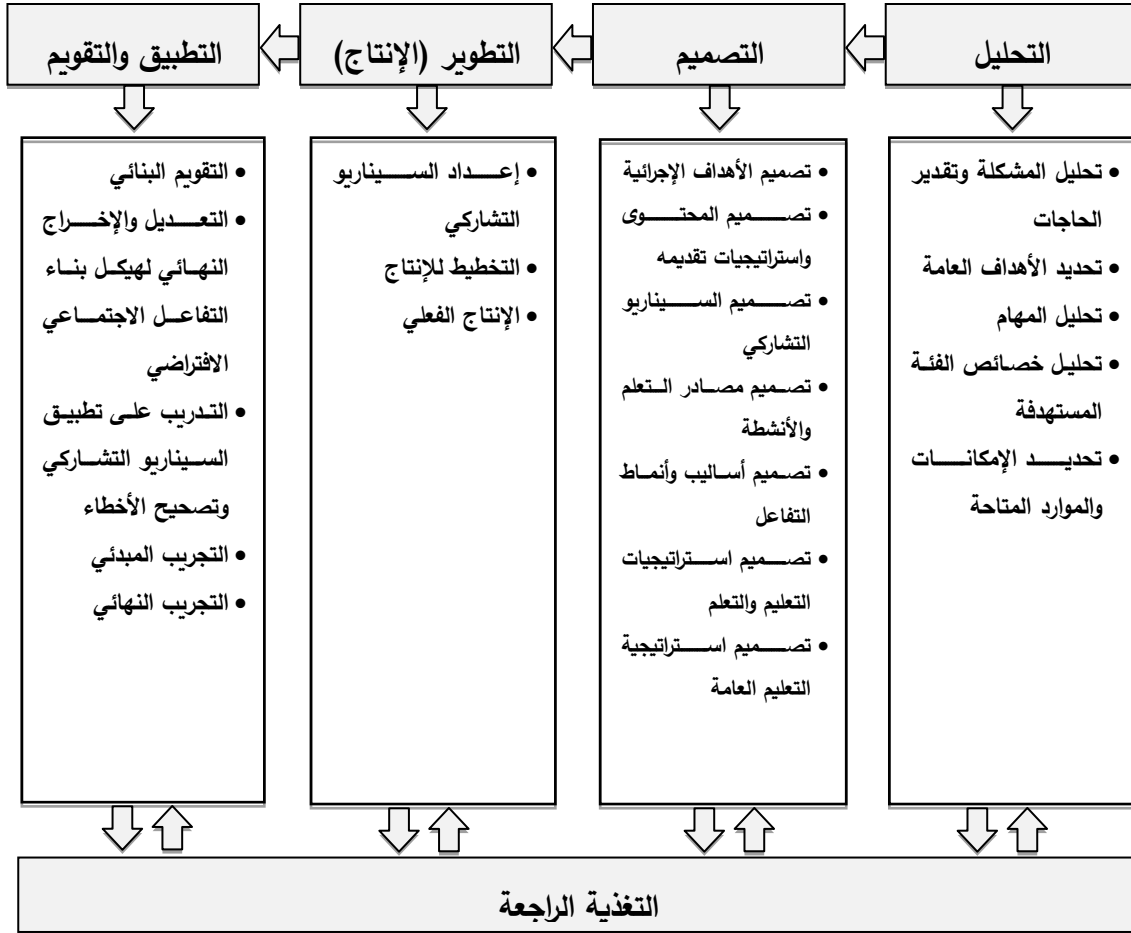 التحليل
التصميم
التطوير (الإنتاج)
التطبيق والتقويم
• تحليل المشكلة وتقدير
الحاجات
• تحديد الأهداف العامة
• تحليل المهام
• تحليل خصائص الفئة
المستهدفة
• تحديد الإمكانات
والموارد المتاحة
• تصميم الأهداف الإجرائية
• تصميم المحتوى
واستراتيجيات تقديمه
• تصميم السيناريو
التشاركي
• تصميم مصادر التعلم
والأنشطة
• تصميم أساليب وأنماط
التفاعل
• تصميم استراتيجيات
التعليم والتعلم
• تصميم استراتيجية
التعليم العامة
• إعداد السيناريو
التشاركي
• التخطيط للإنتاج
• الإنتاج الفعلي
• التقويم البنائي
• التعديل والإخراج
النهائي لهيكل بناء
التفاعل الاجتماعي
الافتراضي
• التدريب على تطبيق
السيناريو التشاركي
وتصحيح الأخطاء
• التجريب المبدئي
• التجريب النهائي
التغذية الراجعة